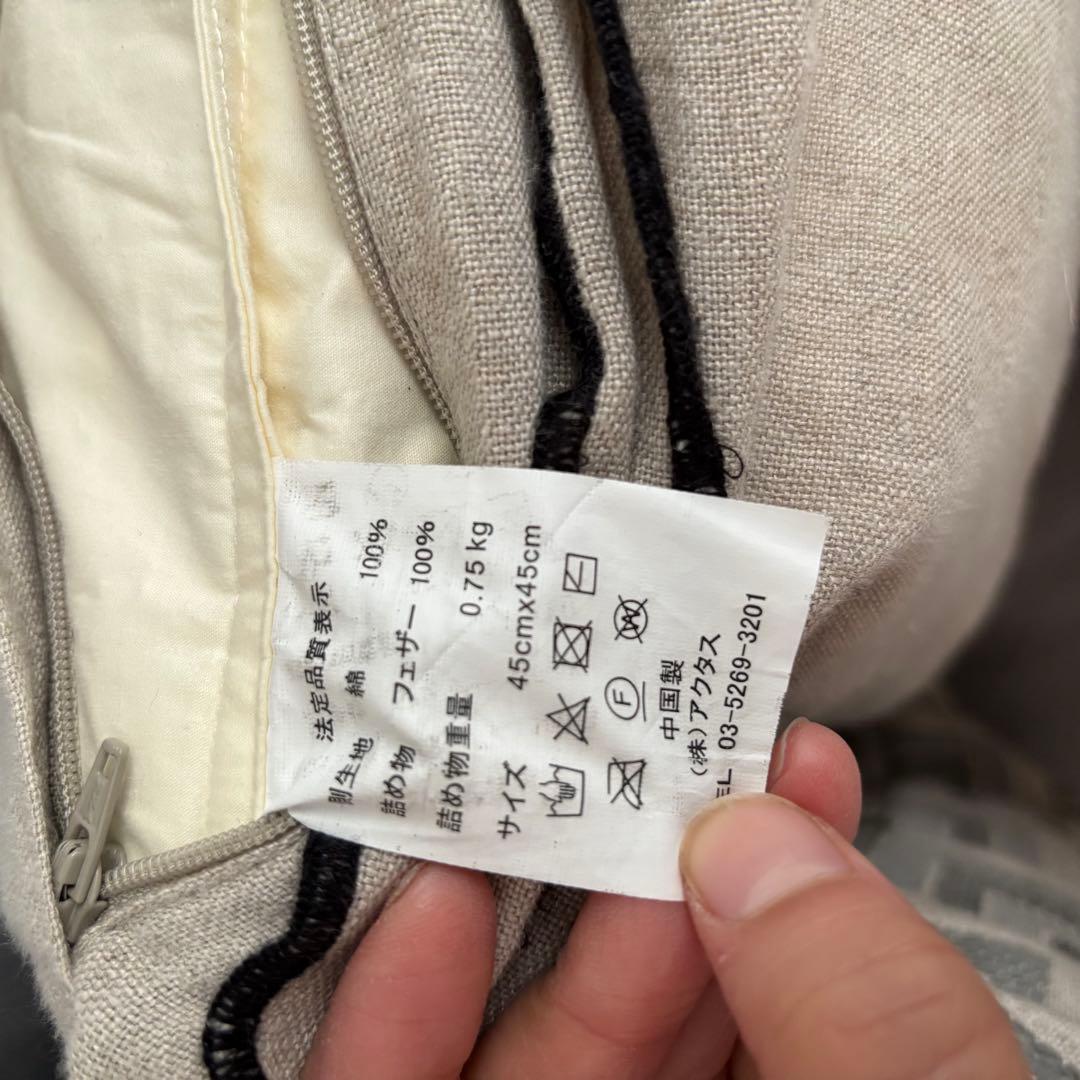 法定品質表示
側生地 綿 100%
詰め物 フェザー 100%
詰め物重量 0.75kg
サイズ 45cmx45cm
F W
中国製
(株)アクタス
TEL 03-5269-3201